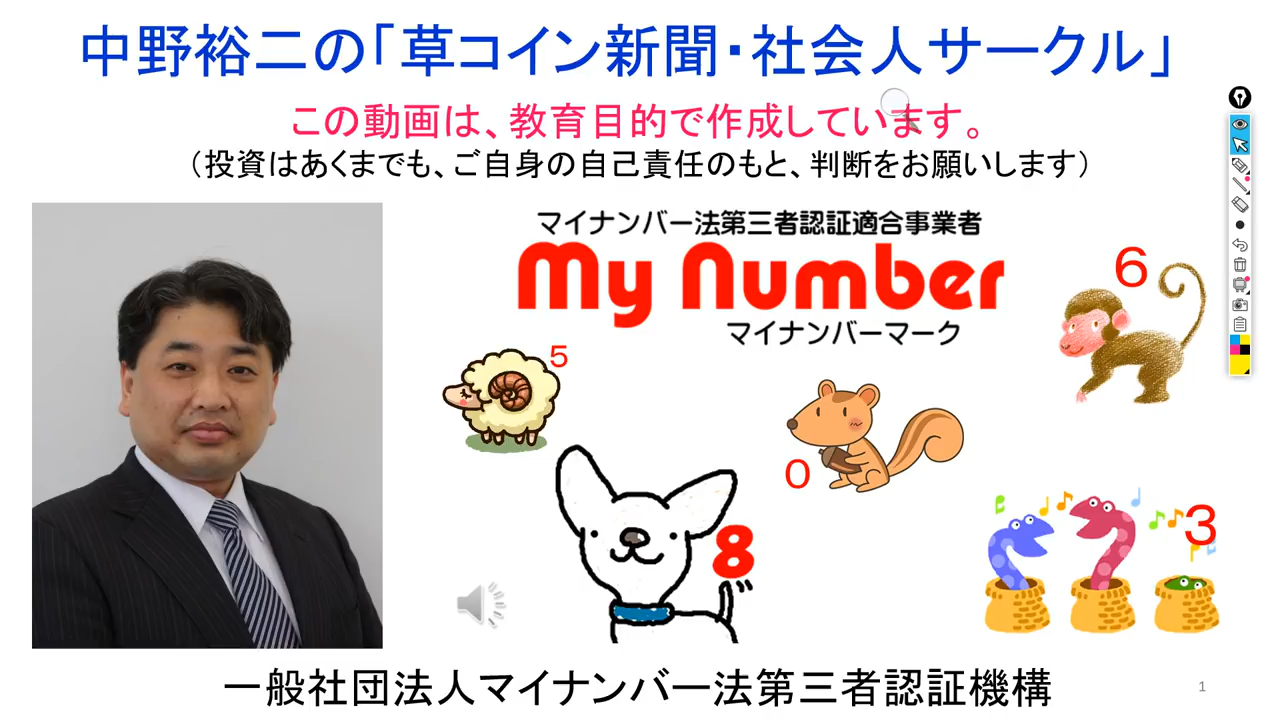 中野裕二の「草コイン新聞・社会人サークル」
この動画は、教育目的で作成しています。
（投資はあくまでも、ご自身の自己責任のもと、判断をお願いします）
マイナンバー法第三者認証適合事業者
My Number
マイナンバーマーク
6
5
0
8
3
一般社団法人マイナンバー法第三者認証機構
1